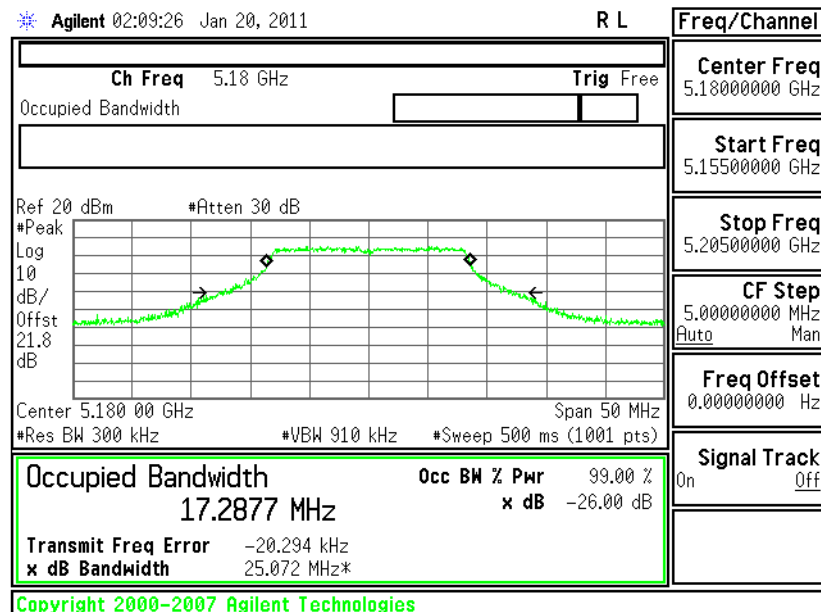 Agilent 02:09:26 Jan 20, 2011 R L
Freq/Channel
Ch Freq 5.18 GHz Trig Free
Occupied Bandwidth
Center Freq
5.18000000 GHz
Start Freq
5.15500000 GHz
Stop Freq
5.20500000 GHz
CF Step
5.00000000 MHz
Auto Man
Freq Offset
0.00000000 Hz
Signal Track
On Off
Ref 20 dBm #Atten 30 dB
#Peak
Log
10
dB/
Offst
21.8
dB
Center 5.180 00 GHz Span 50 MHz
#Res BW 300 kHz #VBW 910 kHz #Sweep 500 ms (1001 pts)
Occupied Bandwidth Occ BW % Pwr 99.00 %
17.2877 MHz x dB -26.00 dB
Transmit Freq Error -20.294 kHz
x dB Bandwidth 25.072 MHz*
Copyright 2000-2007 Agilent Technologies